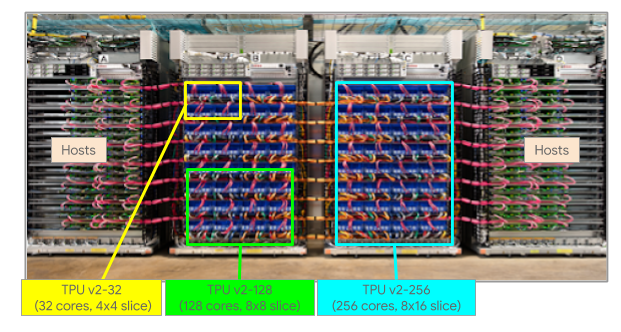 A
B
C
D
Hosts
Hosts
TPU v2-32
(32 cores, 4x4 slice)
TPU v2-128
(128 cores, 8x8 slice)
TPU v2-256
(256 cores, 8x16 slice)